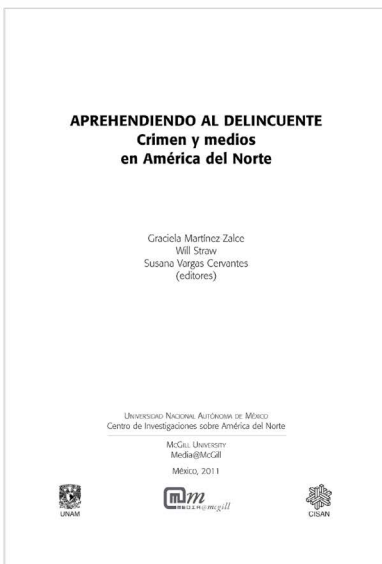 APREHENDIENDO AL DELINCUENTE
Crimen y medios
en América del Norte
Graciela Martínez Zalce
Will Straw
Susana Vargas Cervantes
(editores)
Universidad Nacional Autónoma de México
Centro de Investigaciones sobre América del Norte
McGill University
Media@McGill
México, 2011
UNAM
m@m
MEDIA@mcgill
CISAN